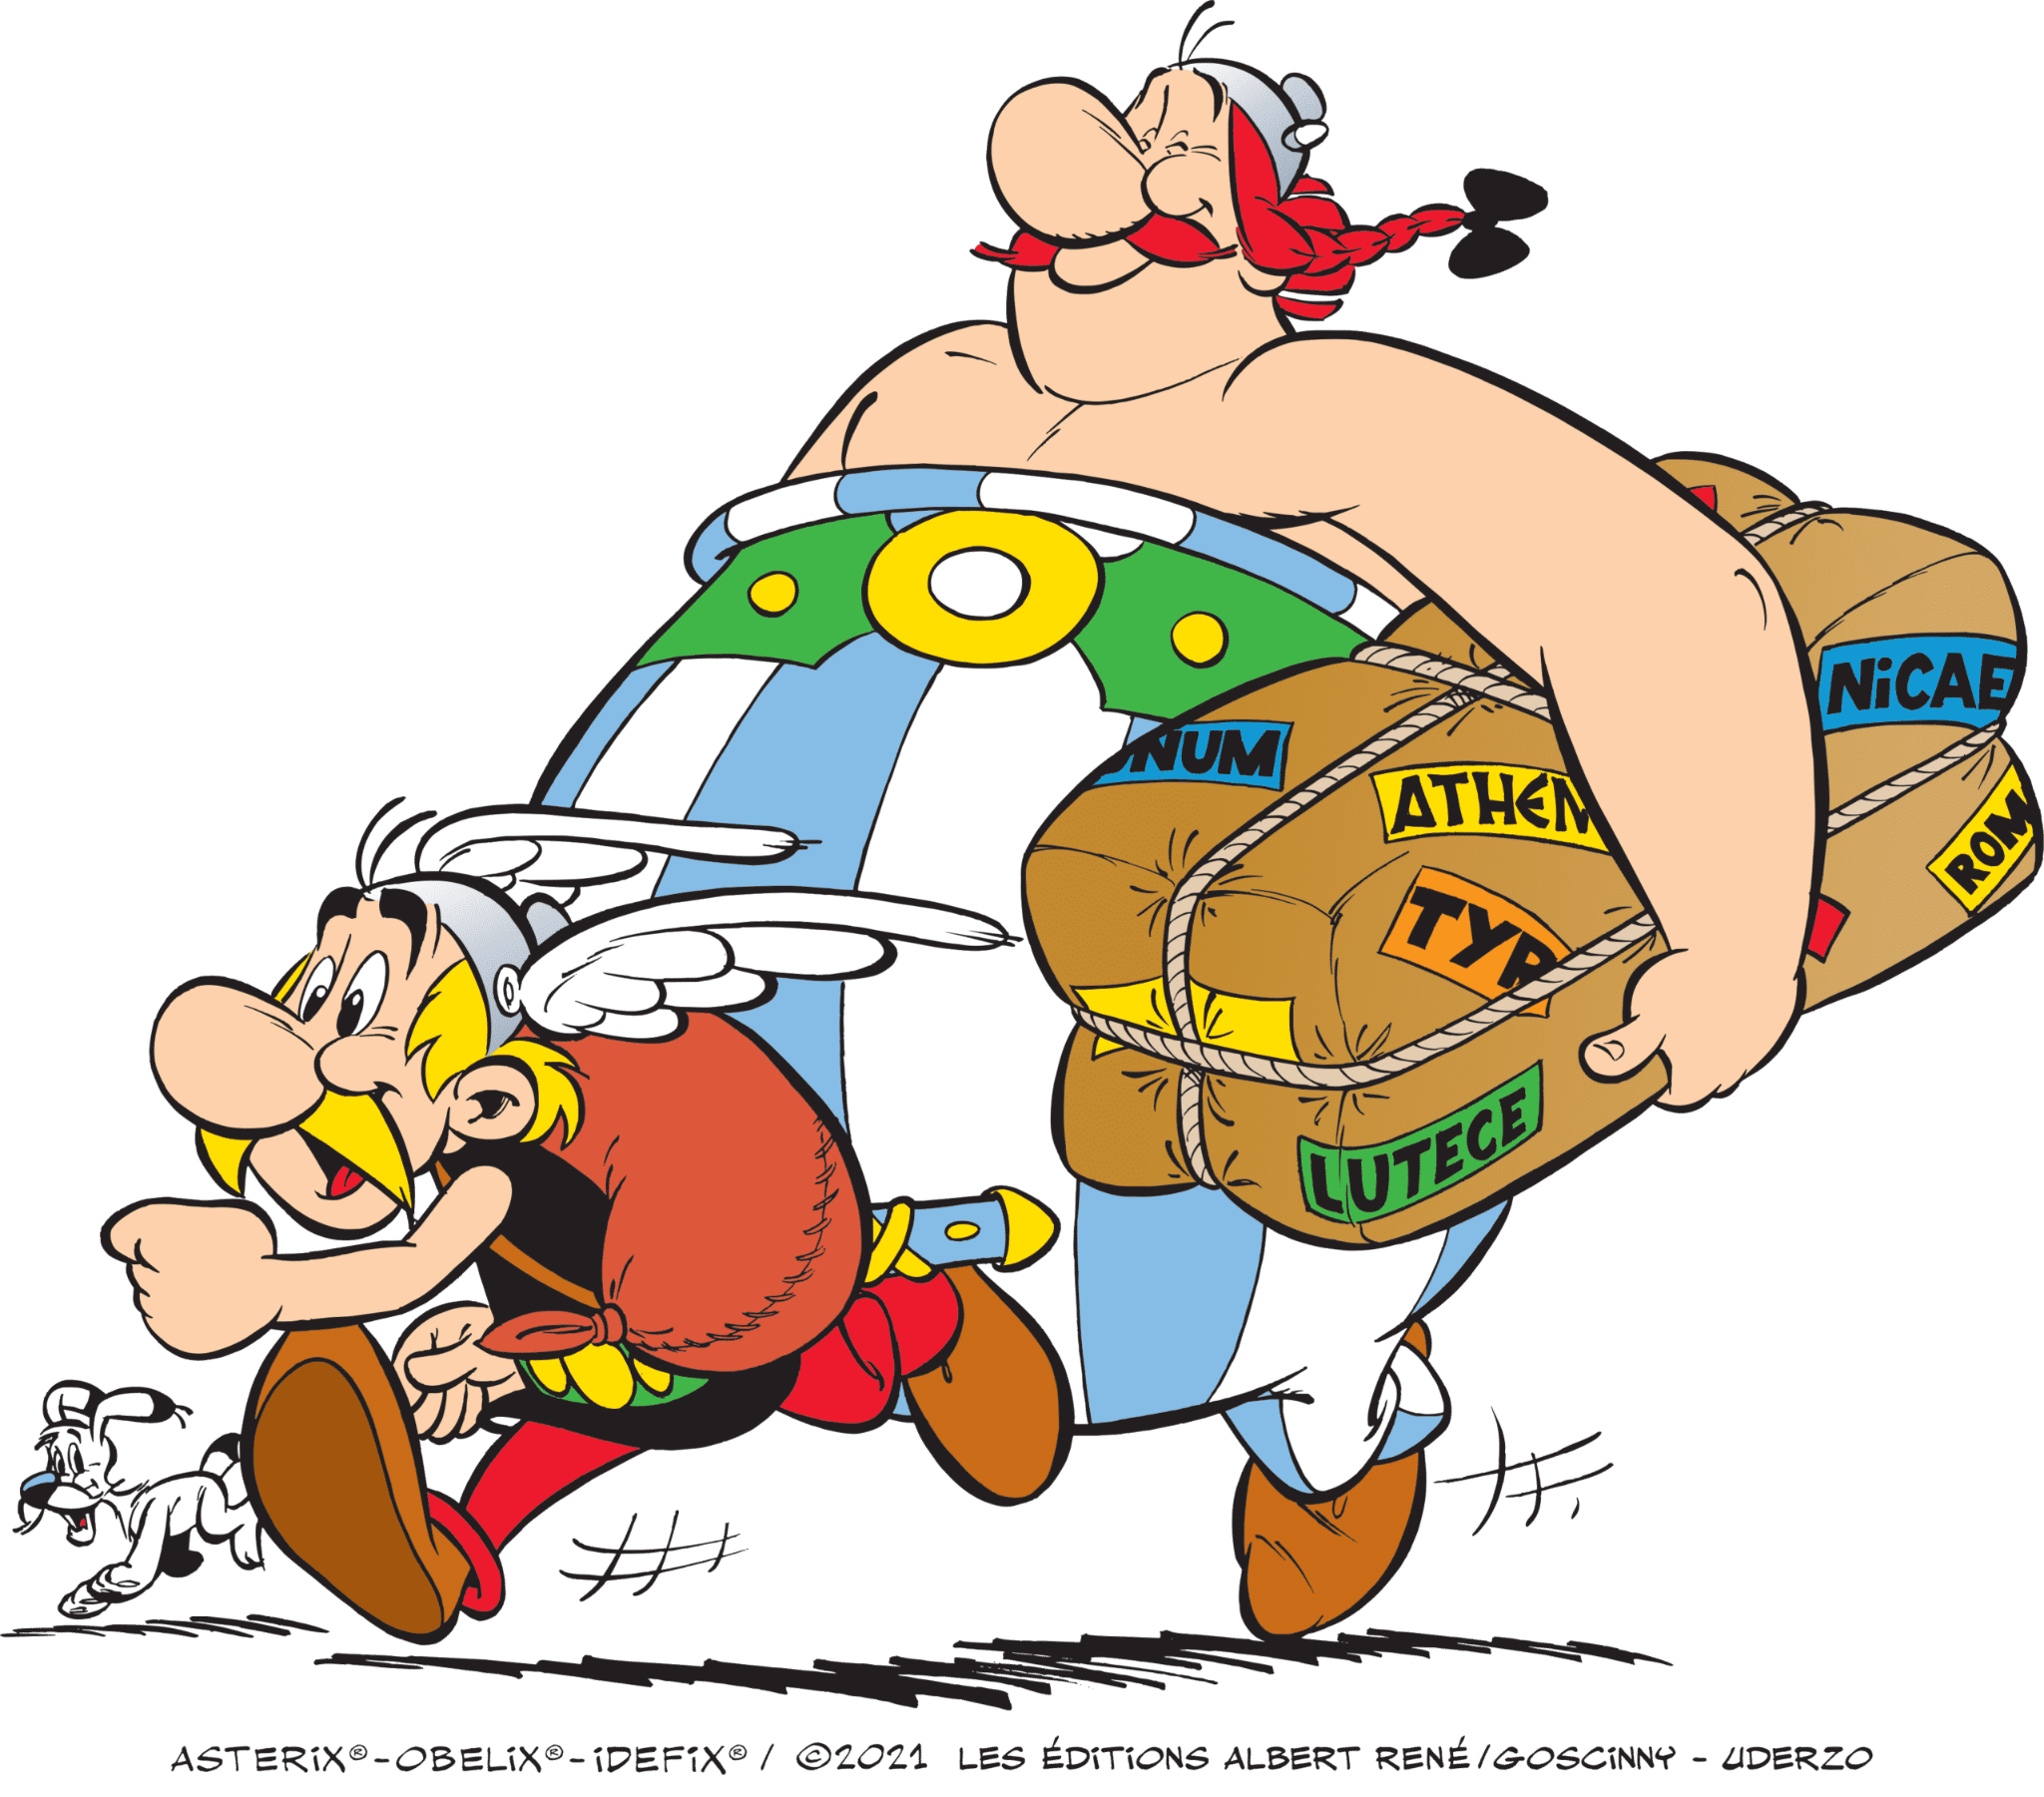 NiCAE
NUM
ATHEN
ROM
TYR
LUTECE
ASTERiX®-OBELiX®-iDEFiX® / ©2021 LES ÉDITIONS ALBERT RENÉ/GOSCiNNY - UDERZO